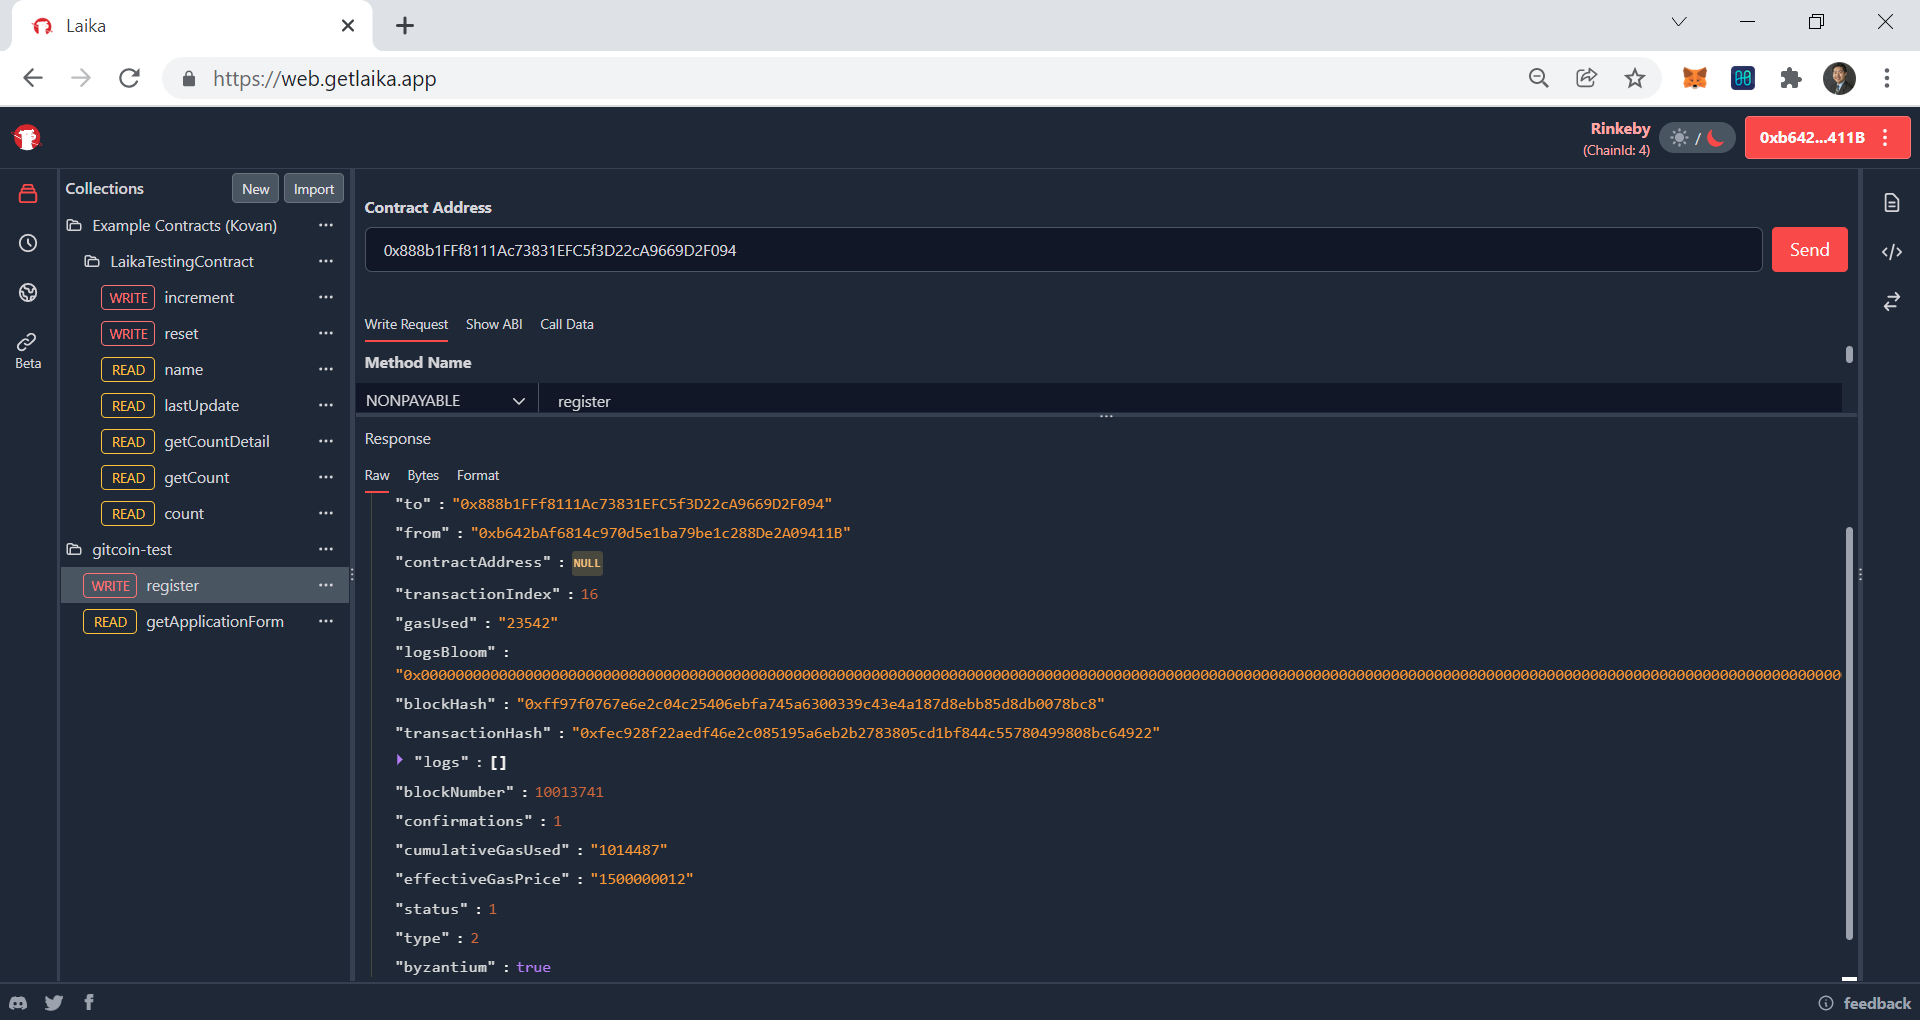 Laika
https://web.getlaika.app
Rinkeby
(ChainId: 4)
/
0xb642...411B
Collections
New
Import
Example Contracts (Kovan)
LaikaTestingContract
WRITE increment
WRITE reset
READ name
READ lastUpdate
READ getCountDetail
READ getCount
READ count
gitcoin-test
WRITE register
READ getApplicationForm
Beta
Contract Address
0x888b1FFf8111Ac73831EFC5f3D22cA9669D2F094
Send
Write Request Show ABI Call Data
Method Name
NONPAYABLE register
Response
Raw Bytes Format
"to" : "0x888b1FFf8111Ac73831EFC5f3D22cA9669D2F094"
"from" : "0xb642bAf6814c970d5e1ba79be1c288De2A09411B"
"contractAddress" : NULL
"transactionIndex" : 16
"gasUsed" : "23542"
"logsBloom" :
"blockHash" : "0xff97f0767e6e2c04c25406ebfa745a6300339c43e4a187d8ebb85d8db0078bc8"
"transactionHash" : "0xfec928f22aedf46e2c085195a6eb2b2783805cd1bf844c55780499808bc64922"
"logs" : []
"blockNumber" : 10013741
"confirmations" : 1
"cumulativeGasUsed" : "1014487"
"effectiveGasPrice" : "1500000012"
"status" : 1
"type" : 2
"byzantium" : true
feedback